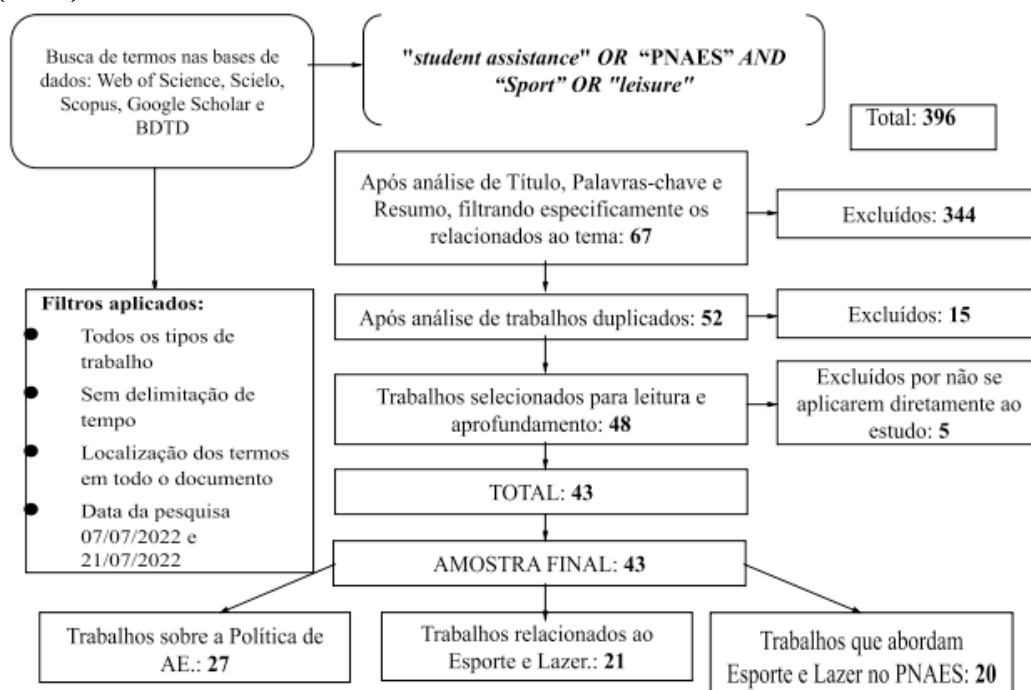 Busca de termos nas bases de
dados: Web of Science, Scielo,
Scopus, Google Scholar e
BDTD
"student assistance" OR “PNAES” AND
“Sport” OR "leisure"
Total: 396
Após análise de Título, Palavras-chave e
Resumo, filtrando especificamente os
relacionados ao tema: 67
Excluídos: 344
Filtros aplicados:
● Todos os tipos de
trabalho
● Sem delimitação de
tempo
● Localização dos termos
em todo o documento
● Data da pesquisa
07/07/2022 e
21/07/2022
Após análise de trabalhos duplicados: 52
Excluídos: 15
Trabalhos selecionados para leitura e
aprofundamento: 48
Excluídos por não se
aplicarem diretamente ao
estudo: 5
TOTAL: 43
AMOSTRA FINAL: 43
Trabalhos sobre a Política de
AE.: 27
Trabalhos relacionados ao
Esporte e Lazer.: 21
Trabalhos que abordam
Esporte e Lazer no PNAES: 20